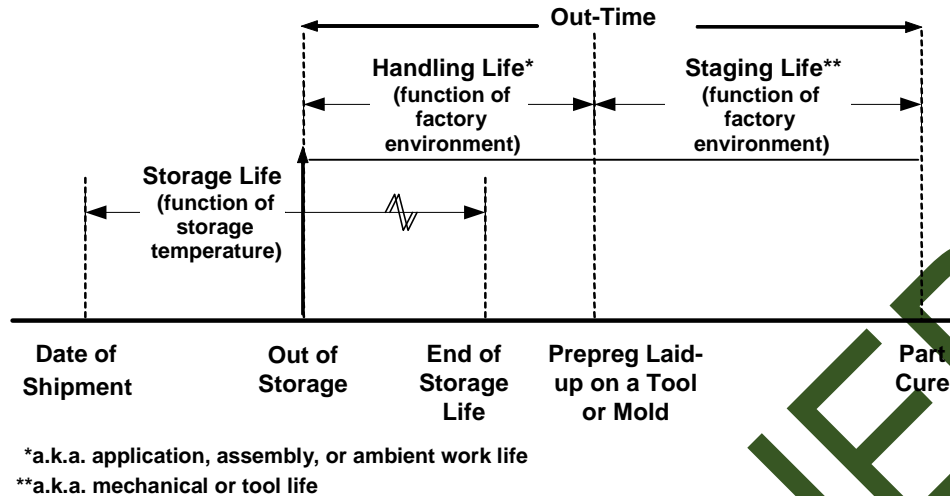 Out-Time
Handling Life*
(function of
factory
environment)
Staging Life**
(function of
factory
environment)
Storage Life
(function of
storage
temperature)
Date of
Shipment
Out of
Storage
End of
Storage
Life
Prepreg Laid-
up on a Tool
or Mold
Part
Cure
*a.k.a. application, assembly, or ambient work life
**a.k.a. mechanical or tool life